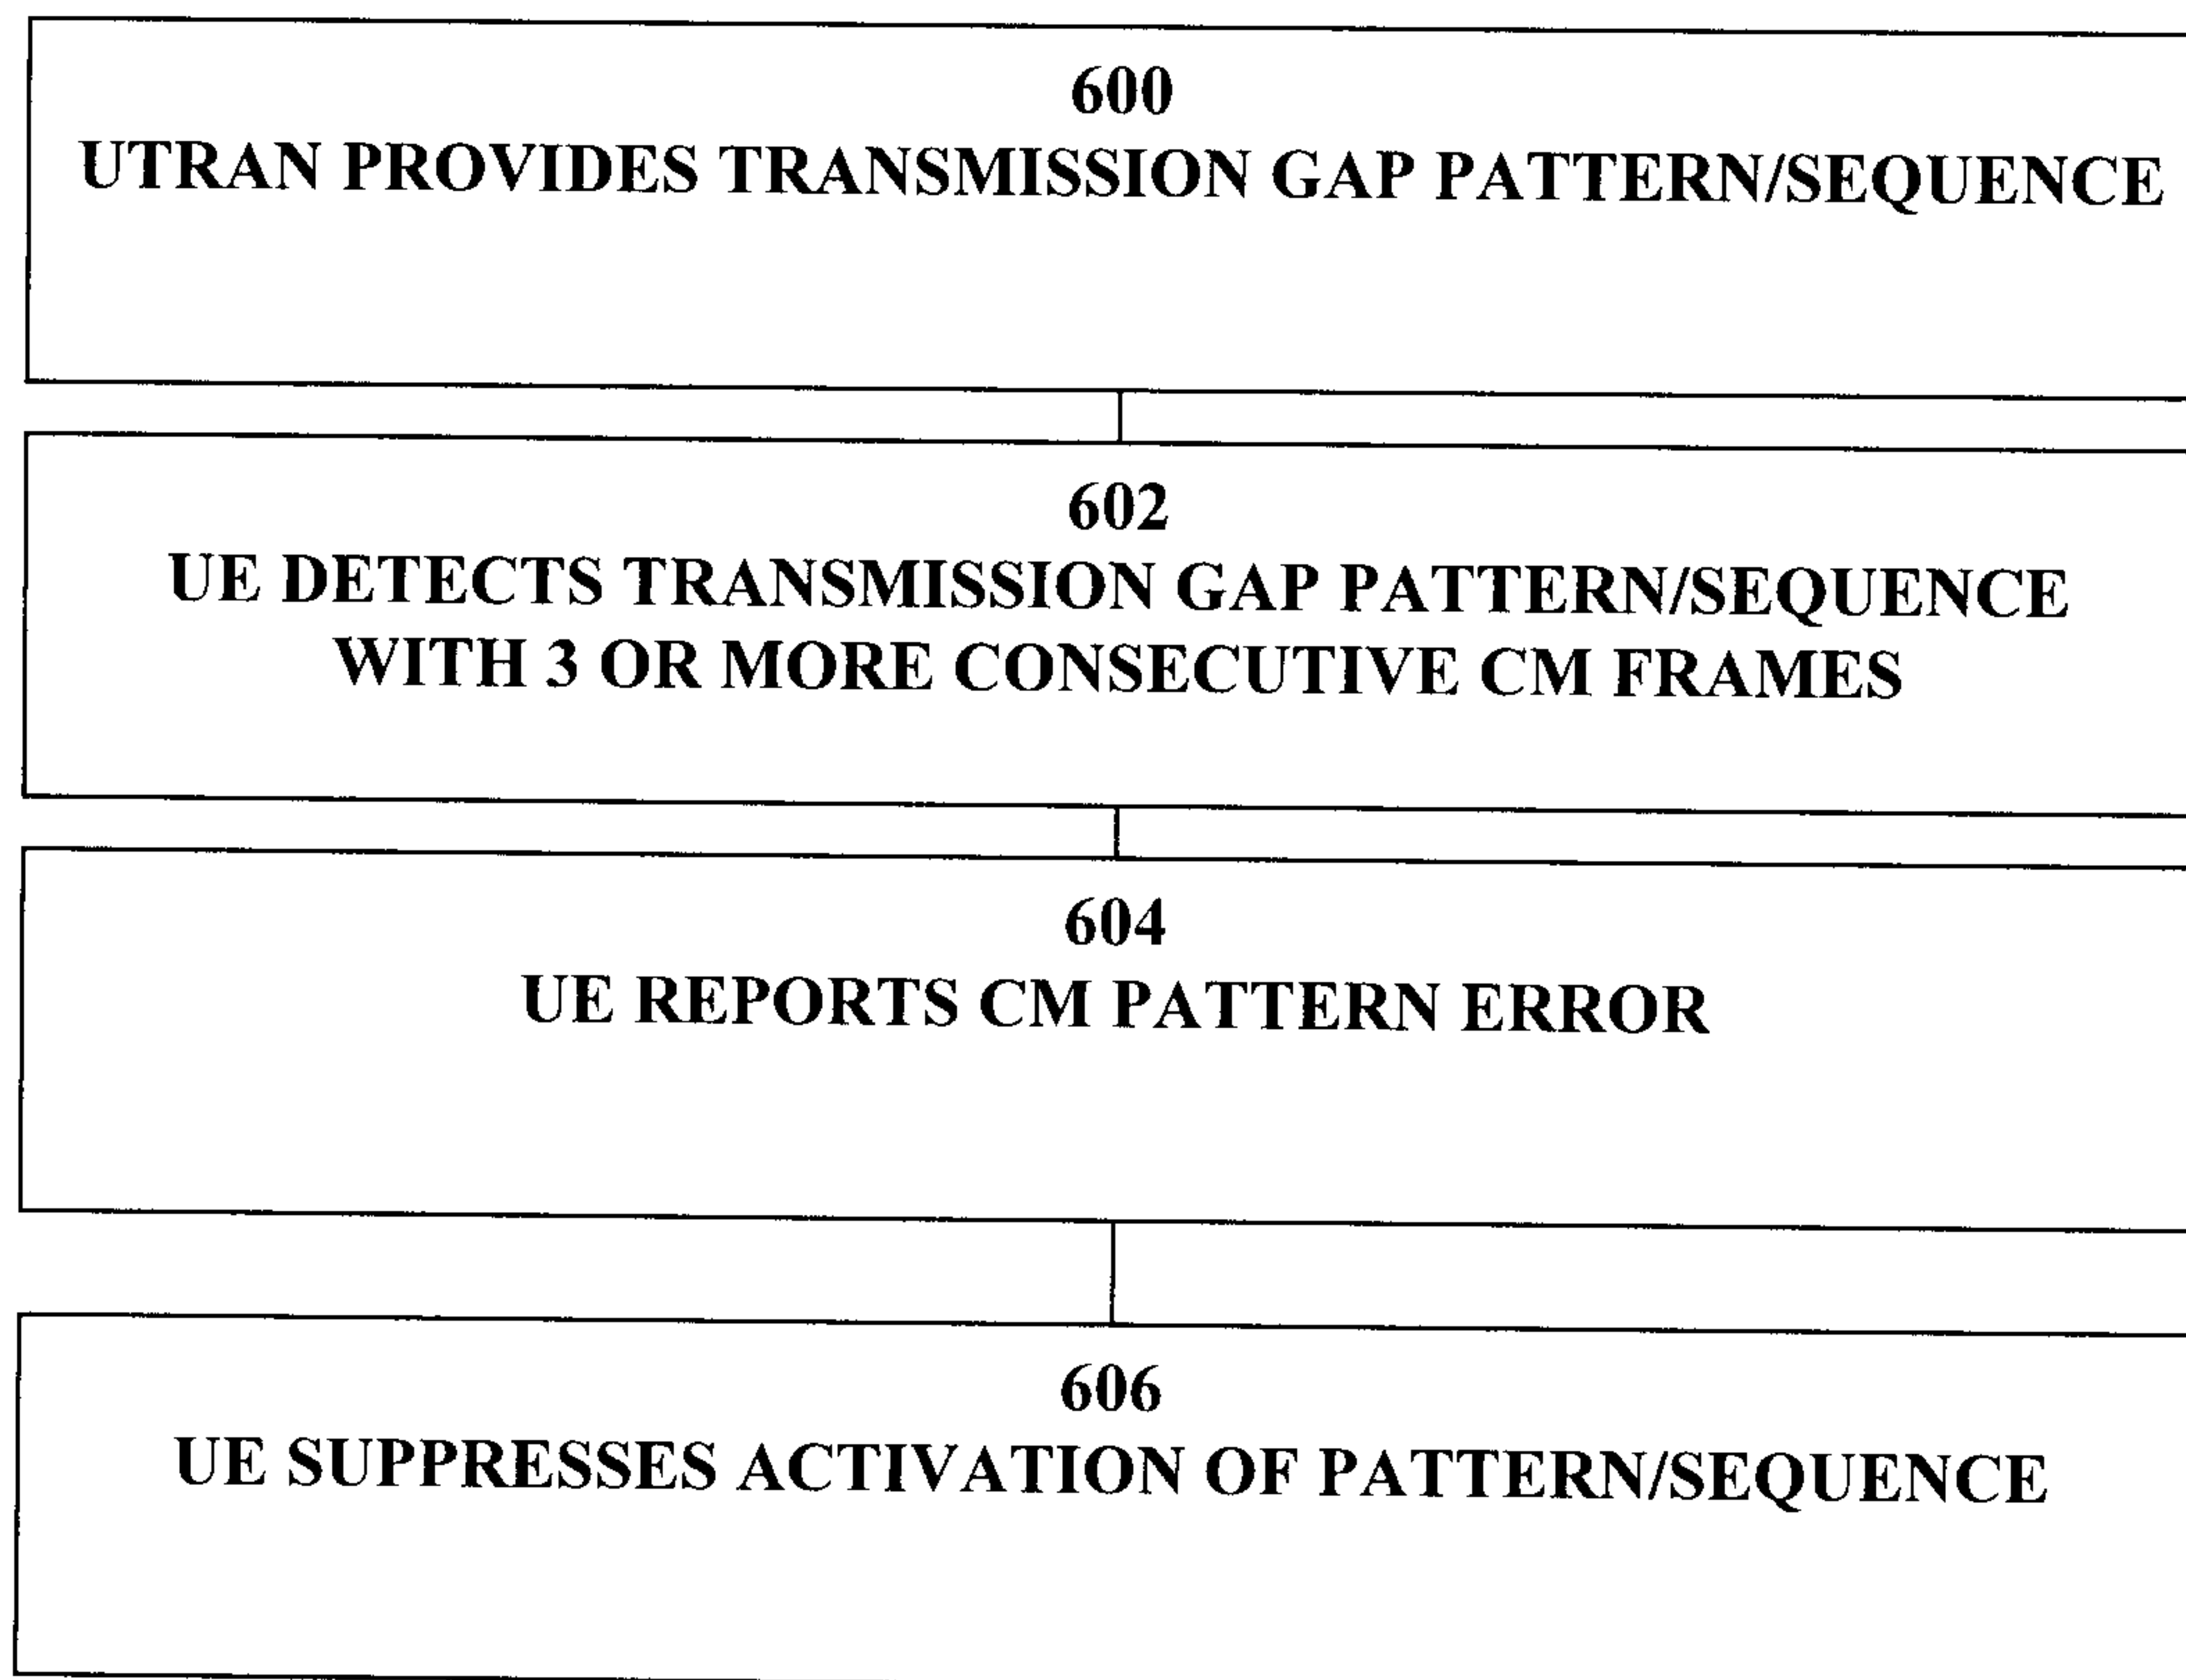 600
UTRAN PROVIDES TRANSMISSION GAP PATTERN/SEQUENCE
602
UE DETECTS TRANSMISSION GAP PATTERN/SEQUENCE
WITH 3 OR MORE CONSECUTIVE CM FRAMES
604
UE REPORTS CM PATTERN ERROR
606
UE SUPPRESSES ACTIVATION OF PATTERN/SEQUENCE